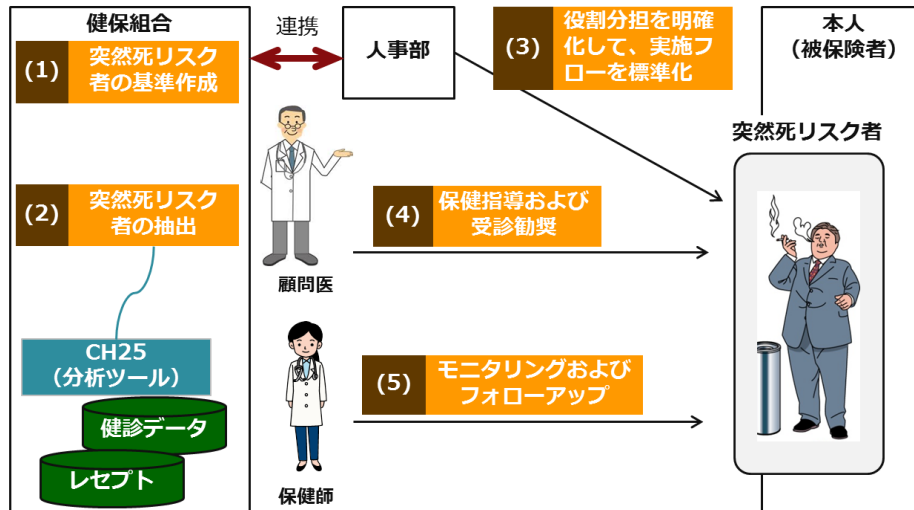 健保組合
(1)
突然死リスク
者の基準作成
連携
人事部
(3)
役割分担を明確
化して、実施フ
ローを標準化
本人
（被保険者）
突然死リスク者
(2)
突然死リスク
者の抽出
(4)
保健指導および
受診勧奨
顧問医
CH25
（分析ツール）
健診データ
レセプト
(5)
モニタリングおよび
フォローアップ
保健師